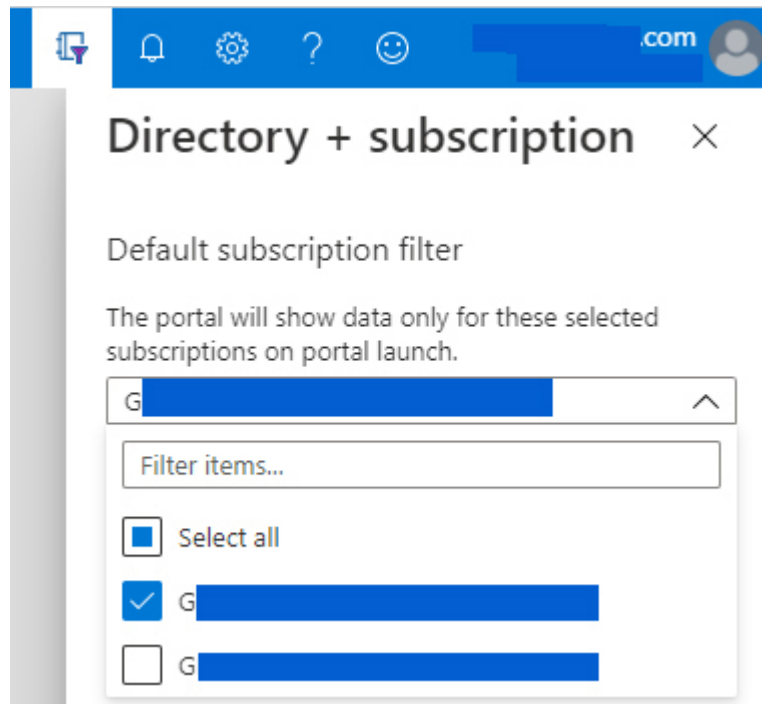 .com
Directory + subscription
Default subscription filter
The portal will show data only for these selected
subscriptions on portal launch.
G
Filter items...
Select all
G
G